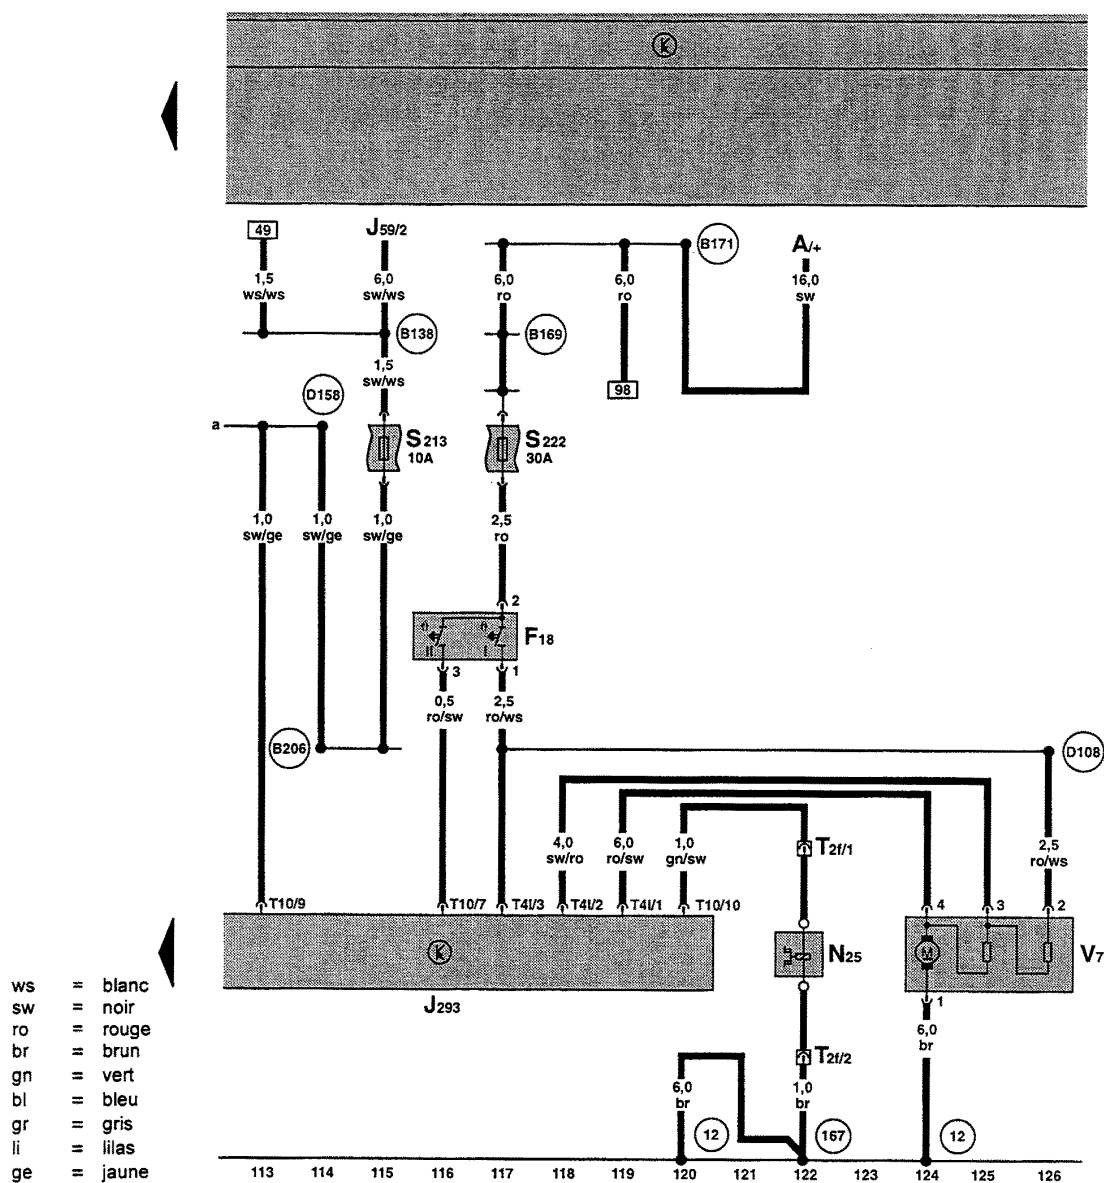 K
49
J 59/2
B171
A/+
1,5
ws/ws
6,0
sw/ws
6,0
ro
6,0
ro
16,0
sw
B138
B169
1,5
sw/ws
98
D158
a
S 213
10A
S 222
30A
1,0
sw/ge
1,0
sw/ge
1,0
sw/ge
2,5
ro
2
F18
II
I
3
1
0,5
ro/sw
2,5
ro/ws
B206
D108
4,0
sw/ro
6,0
ro/sw
1,0
gn/sw
T2f/1
2,5
ro/ws
T10/9
T10/7
T4l/3
T4l/2
T4l/1
T10/10
4
3
2
K
M
N25
V7
J293
1
6,0
br
T2f/2
6,0
br
1,0
br
12
167
12
113 114 115 116 117 118 119 120 121 122 123 124 125 126
ws = blanc
sw = noir
ro = rouge
br = brun
gn = vert
bl = bleu
gr = gris
li = lilas
ge = jaune